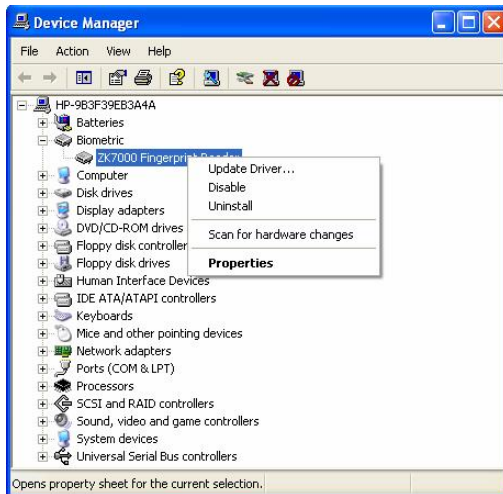 Device Manager
File Action View Help
HP-9B3F39EB3A4A
Batteries
Biometric
ZK7000 Fingerprint Reader
Update Driver...
Computer
Disable
Disk drives
Uninstall
Display adapters
DVD/CD-ROM drives
Scan for hardware changes
Floppy disk controller
Floppy disk drives
Properties
Human Interface Devices
IDE ATA/ATAPI controllers
Keyboards
Mice and other pointing devices
Network adapters
Ports (COM & LPT)
Processors
SCSI and RAID controllers
Sound, video and game controllers
System devices
Universal Serial Bus controllers
Opens property sheet for the current selection.